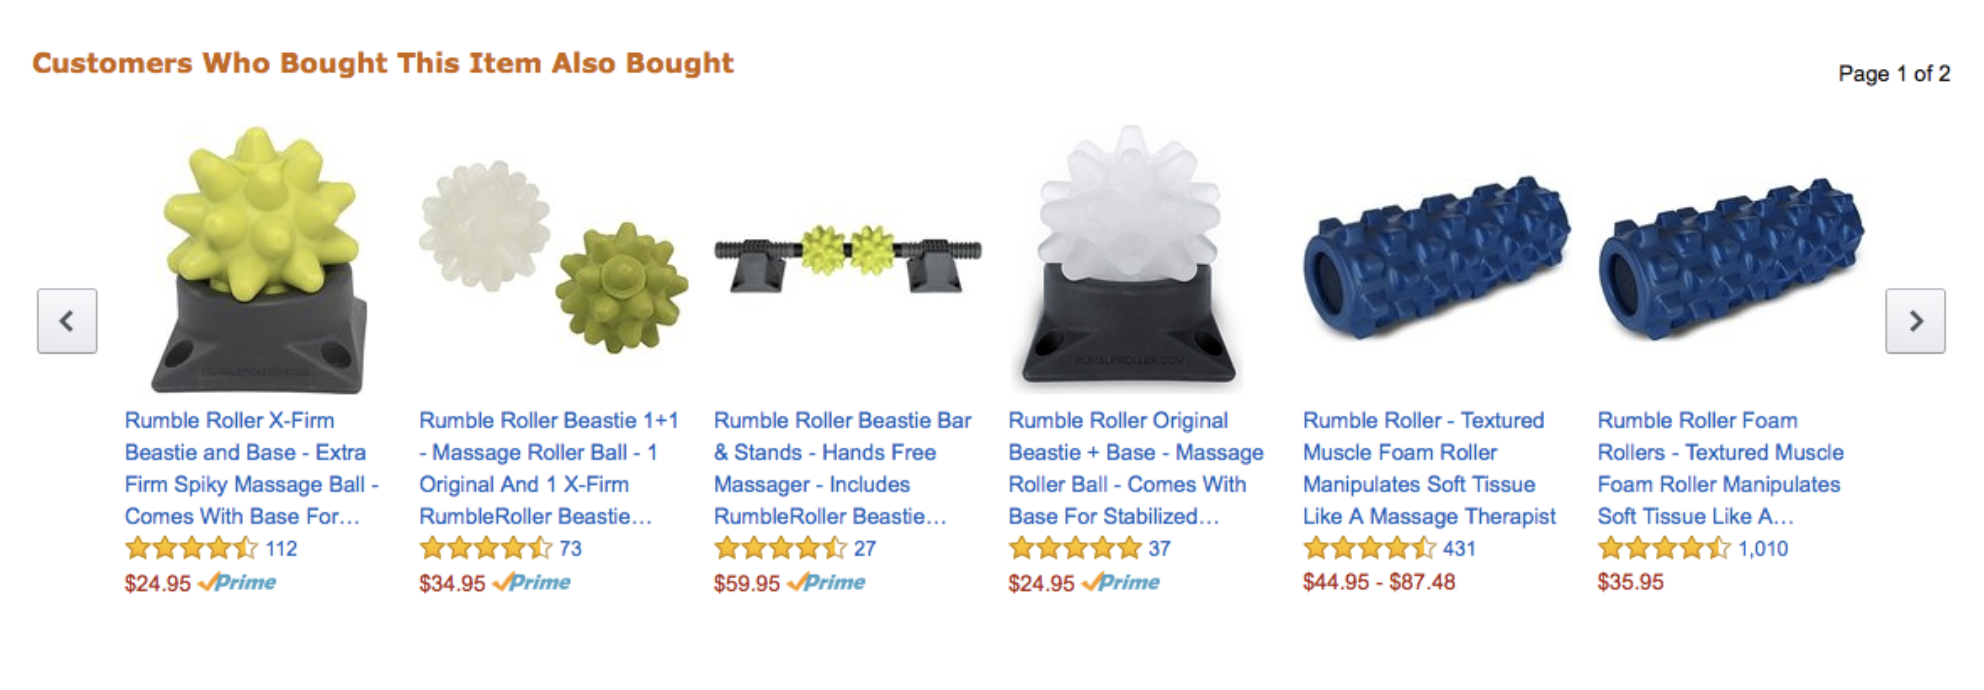 Customers Who Bought This Item Also Bought
Page 1 of 2
RUMBLEROLLER.COM
RUMBLEROLLER.COM
Rumble Roller X-Firm
Beastie and Base - Extra
Firm Spiky Massage Ball -
Comes With Base For...
112
$24.95 Prime
Rumble Roller Beastie 1+1
- Massage Roller Ball - 1
Original And 1 X-Firm
RumbleRoller Beastie...
73
$34.95 Prime
Rumble Roller Beastie Bar
& Stands - Hands Free
Massager - Includes
RumbleRoller Beastie...
27
$59.95 Prime
Rumble Roller Original
Beastie + Base - Massage
Roller Ball - Comes With
Base For Stabilized...
37
$24.95 Prime
Rumble Roller - Textured
Muscle Foam Roller
Manipulates Soft Tissue
Like A Massage Therapist
431
$44.95 - $87.48
Rumble Roller Foam
Rollers - Textured Muscle
Foam Roller Manipulates
Soft Tissue Like A...
1,010
$35.95